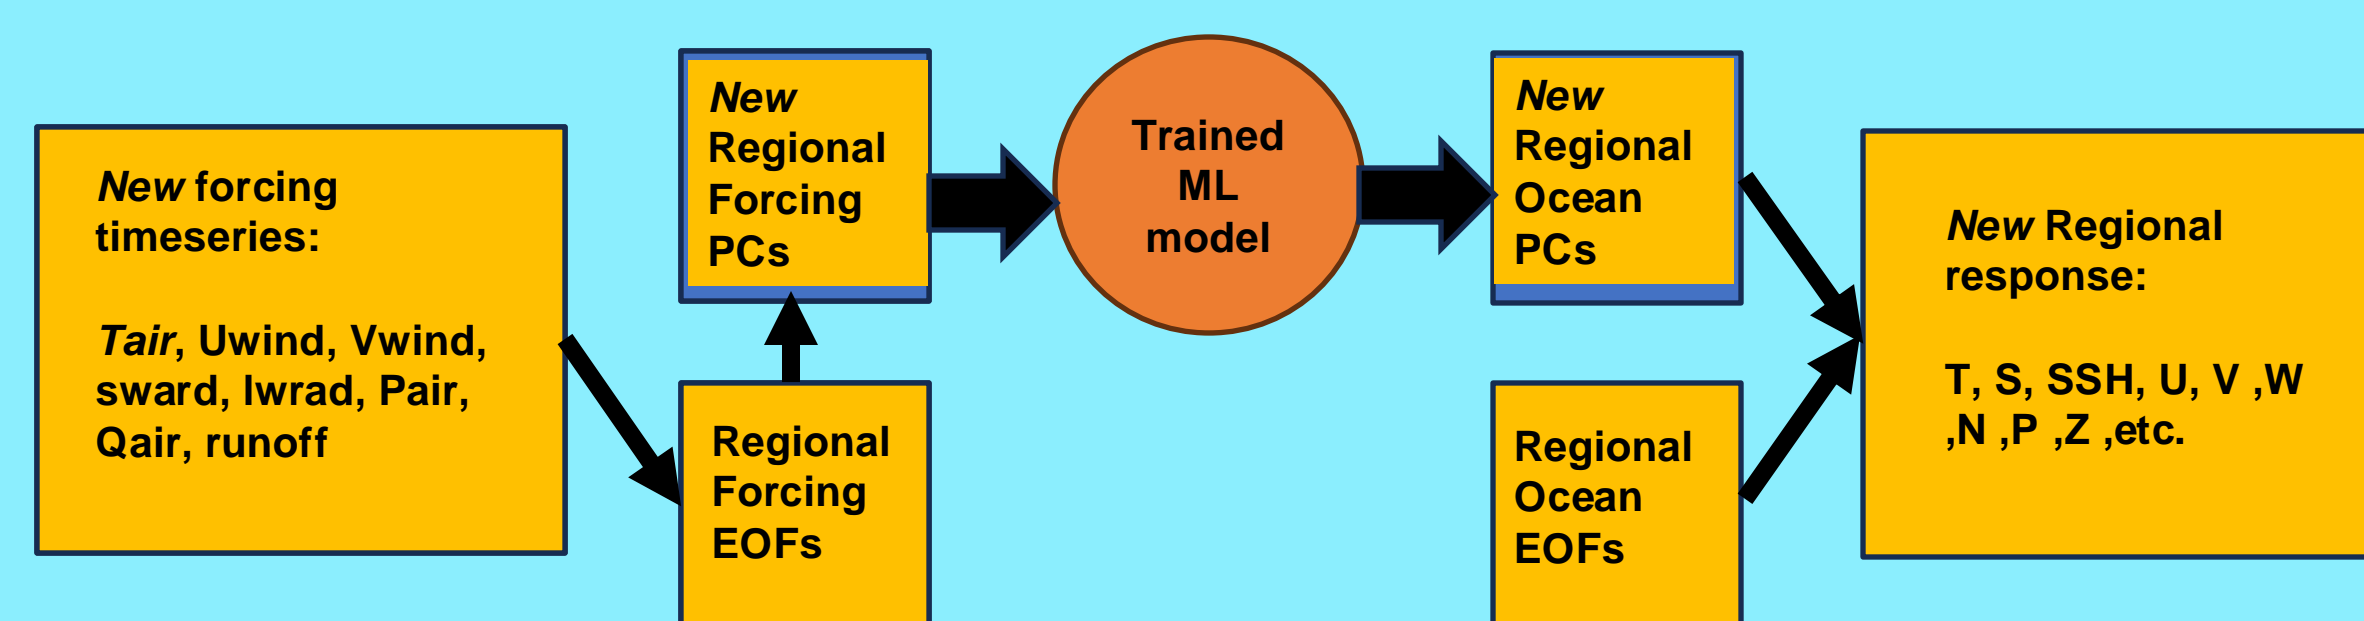 New forcing
timeseries:
Tair, Uwind, Vwind,
sward, lwrad, Pair,
Qair, runoff
New
Regional
Forcing
PCs
Regional
Forcing
EOFs
Trained
ML
model
New
Regional
Ocean
PCs
Regional
Ocean
EOFs
New Regional
response:
T, S, SSH, U, V ,W
,N ,P ,Z ,etc.